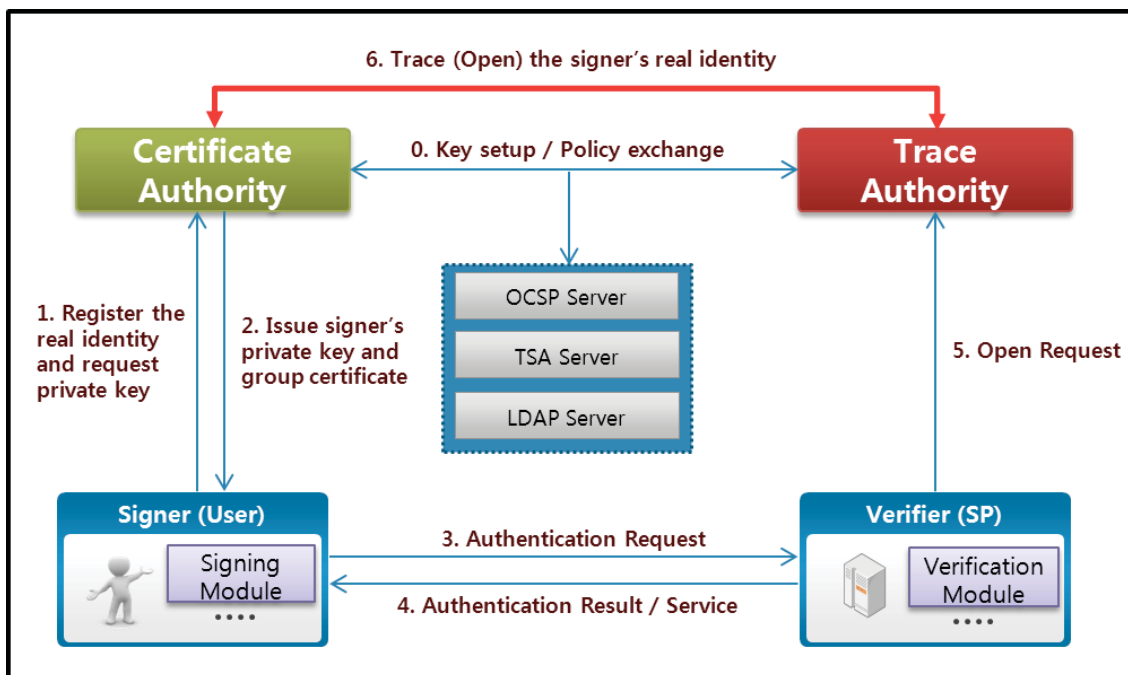 6. Trace (Open) the signer's real identity
Certificate
Authority
0. Key setup / Policy exchange
Trace
Authority
OCSP Server
TSA Server
LDAP Server
1. Register the
real identity
and request
private key
2. Issue signer's
private key and
group certificate
5. Open Request
Signer (User)
Signing
Module
••••
3. Authentication Request
4. Authentication Result / Service
Verifier (SP)
Verification
Module
••••